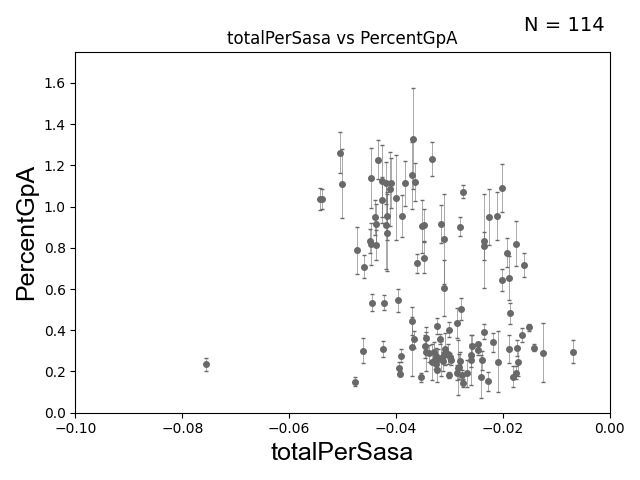 N = 114
totalPerSasa vs PercentGpA
PercentGpA
1.6
1.4
1.2
1.0
0.8
0.6
0.4
0.2
0.0
−0.10 −0.08 −0.06 −0.04 −0.02 0.00
totalPerSasa